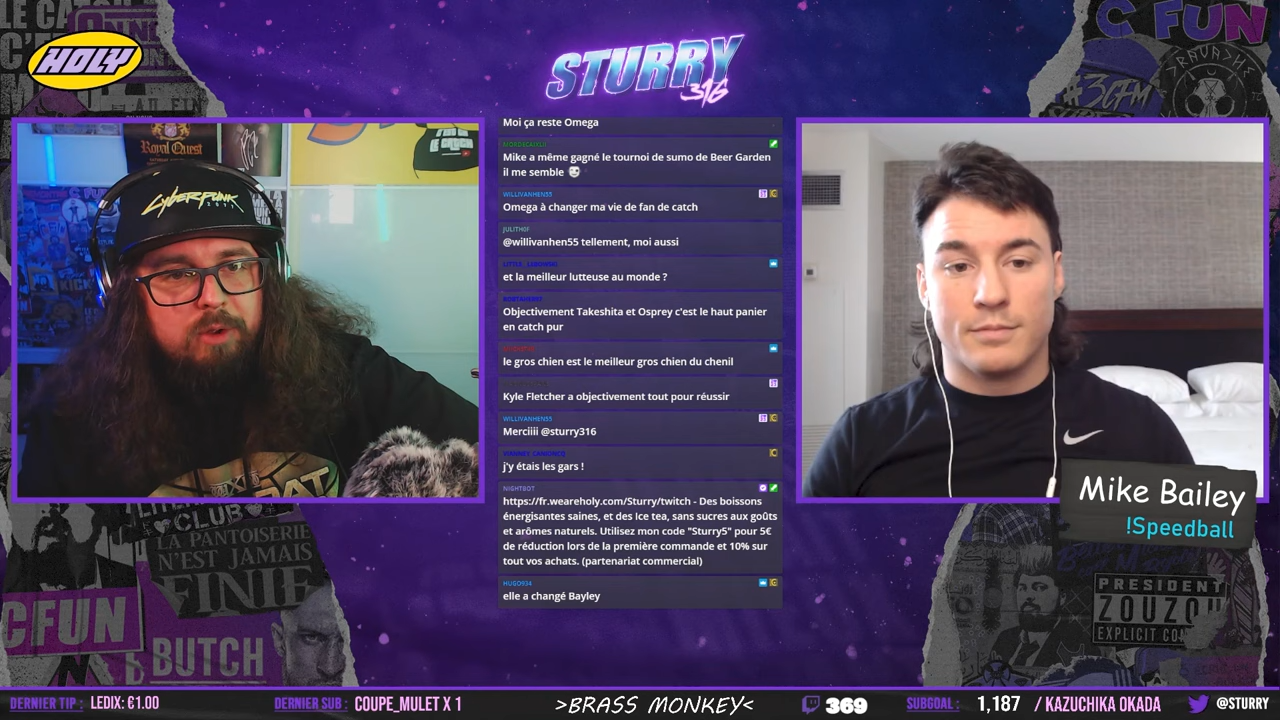 HOLY
LE CA
C'F
C FUN
#3CFM
STURRY
316
Royal Quest
CYBERPUNK
KICK
Moi ça reste Omega
Mike a même gagné le tournoi de sumo de Beer Garden
il me semble
WILLIVANHEN55
Omega à changer ma vie de fan de catch
JULITH0F
@willivanhen55 tellement, moi aussi
et la meilleur lutteuse au monde ?
Objectivement Takeshita et Osprey c'est le haut panier
en catch pur
le gros chien est le meilleur gros chien du chenil
Kyle Fletcher a objectivement tout pour réussir
WILLIVANHEN55
Merciiii @sturry316
j'y étais les gars !
NIGHTBOT
https://fr.weareholy.com/Sturry/twitch - Des boissons
énergisantes saines, et des Ice tea, sans sucres aux goûts
et arômes naturels. Utilisez mon code "Sturry5" pour 5€
de réduction lors de la première commande et 10% sur
tout vos achats. (partenariat commercial)
HUGO934
elle a changé Bayley
Mike Bailey
!Speedball
CLUB
LA PANTOISERIE
N'EST JAMAIS
FINIE
CFUN
BUTCH
PRESIDENT
ZOUZOU
EXPLICIT CON
DERNIER TIP : LEDIX: €1.00
DERNIER SUB : COUPE_MULET X 1
>BRASS MONKEY<
369
SUBGOAL : 1,187 / KAZUCHIKA OKADA
@STURRY